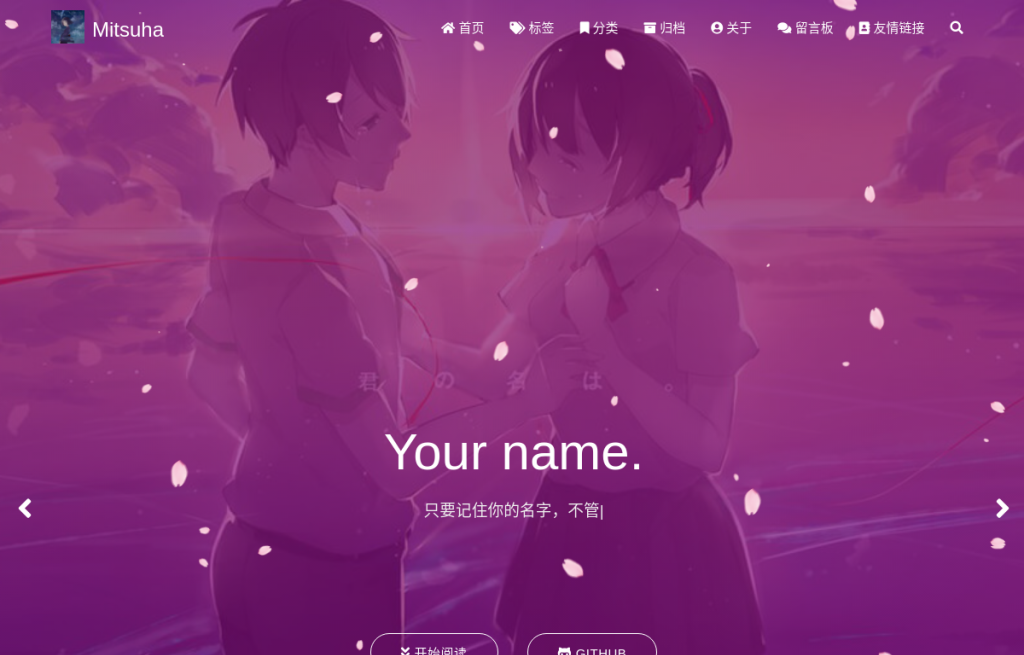 Mitsuha
首页 标签 分类 归档 关于 留言板 友情链接
君の名は。
Your name.
只要记住你的名字，不管|
开始阅读 GITHUB